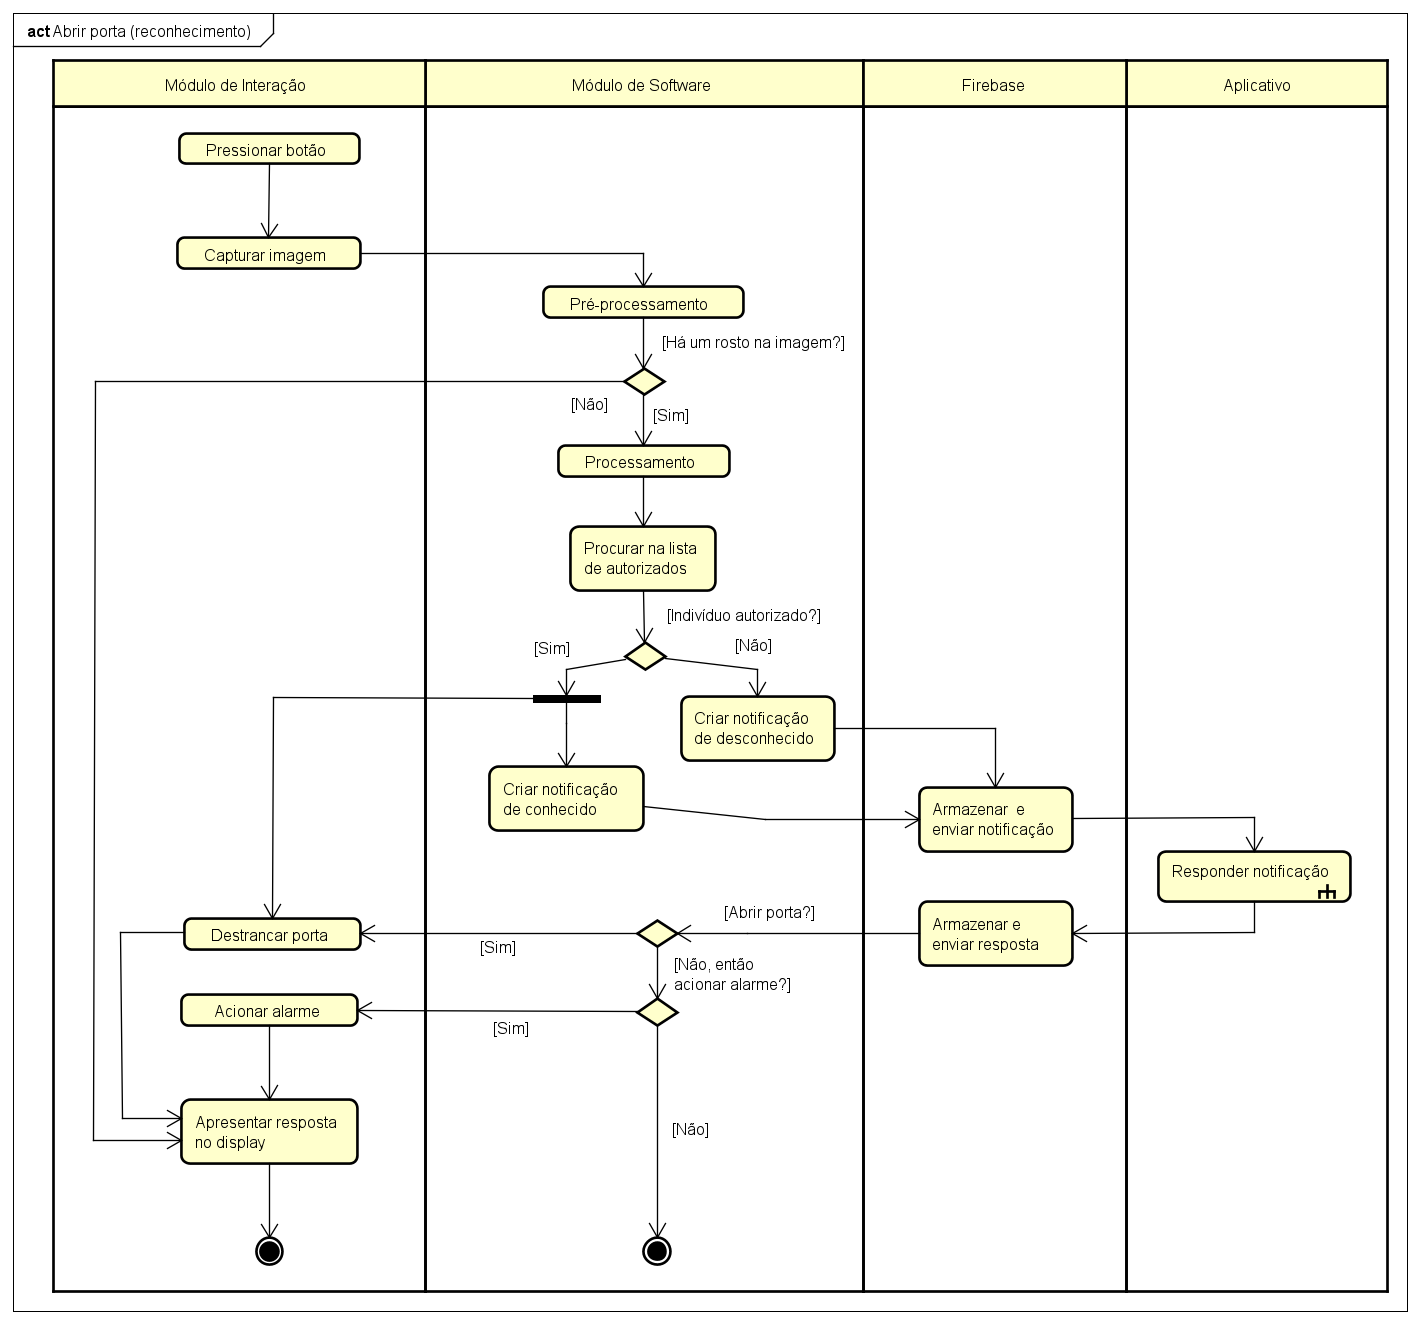 act Abrir porta (reconhecimento)
Módulo de Interação
Módulo de Software
Firebase
Aplicativo
Pressionar botão
Capturar imagem
Pré-processamento
[Há um rosto na imagem?]
[Não]
[Sim]
Processamento
Procurar na lista
de autorizados
[Indivíduo autorizado?]
[Sim]
[Não]
Criar notificação
de desconhecido
Criar notificação
de conhecido
Armazenar e
enviar notificação
Responder notificação
Armazenar e
enviar resposta
[Abrir porta?]
Destrancar porta
[Sim]
[Não, então
acionar alarme?]
Acionar alarme
[Sim]
Apresentar resposta
no display
[Não]